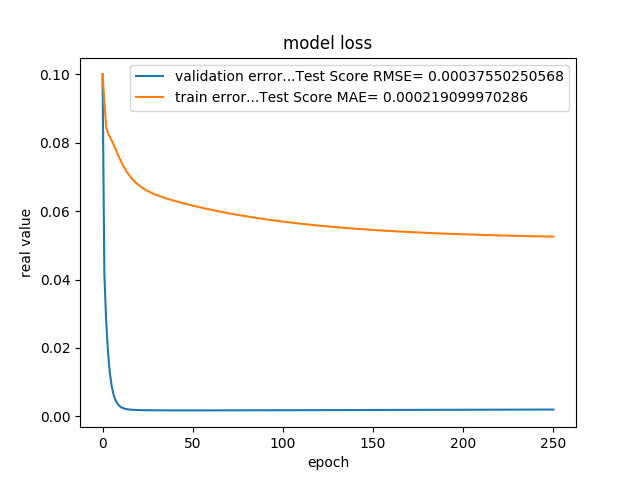 model loss
validation error...Test Score RMSE= 0.00037550250568
train error...Test Score MAE= 0.000219099970286
0.10
0.08
0.06
0.04
0.02
0.00
real value
0 50 100 150 200 250
epoch